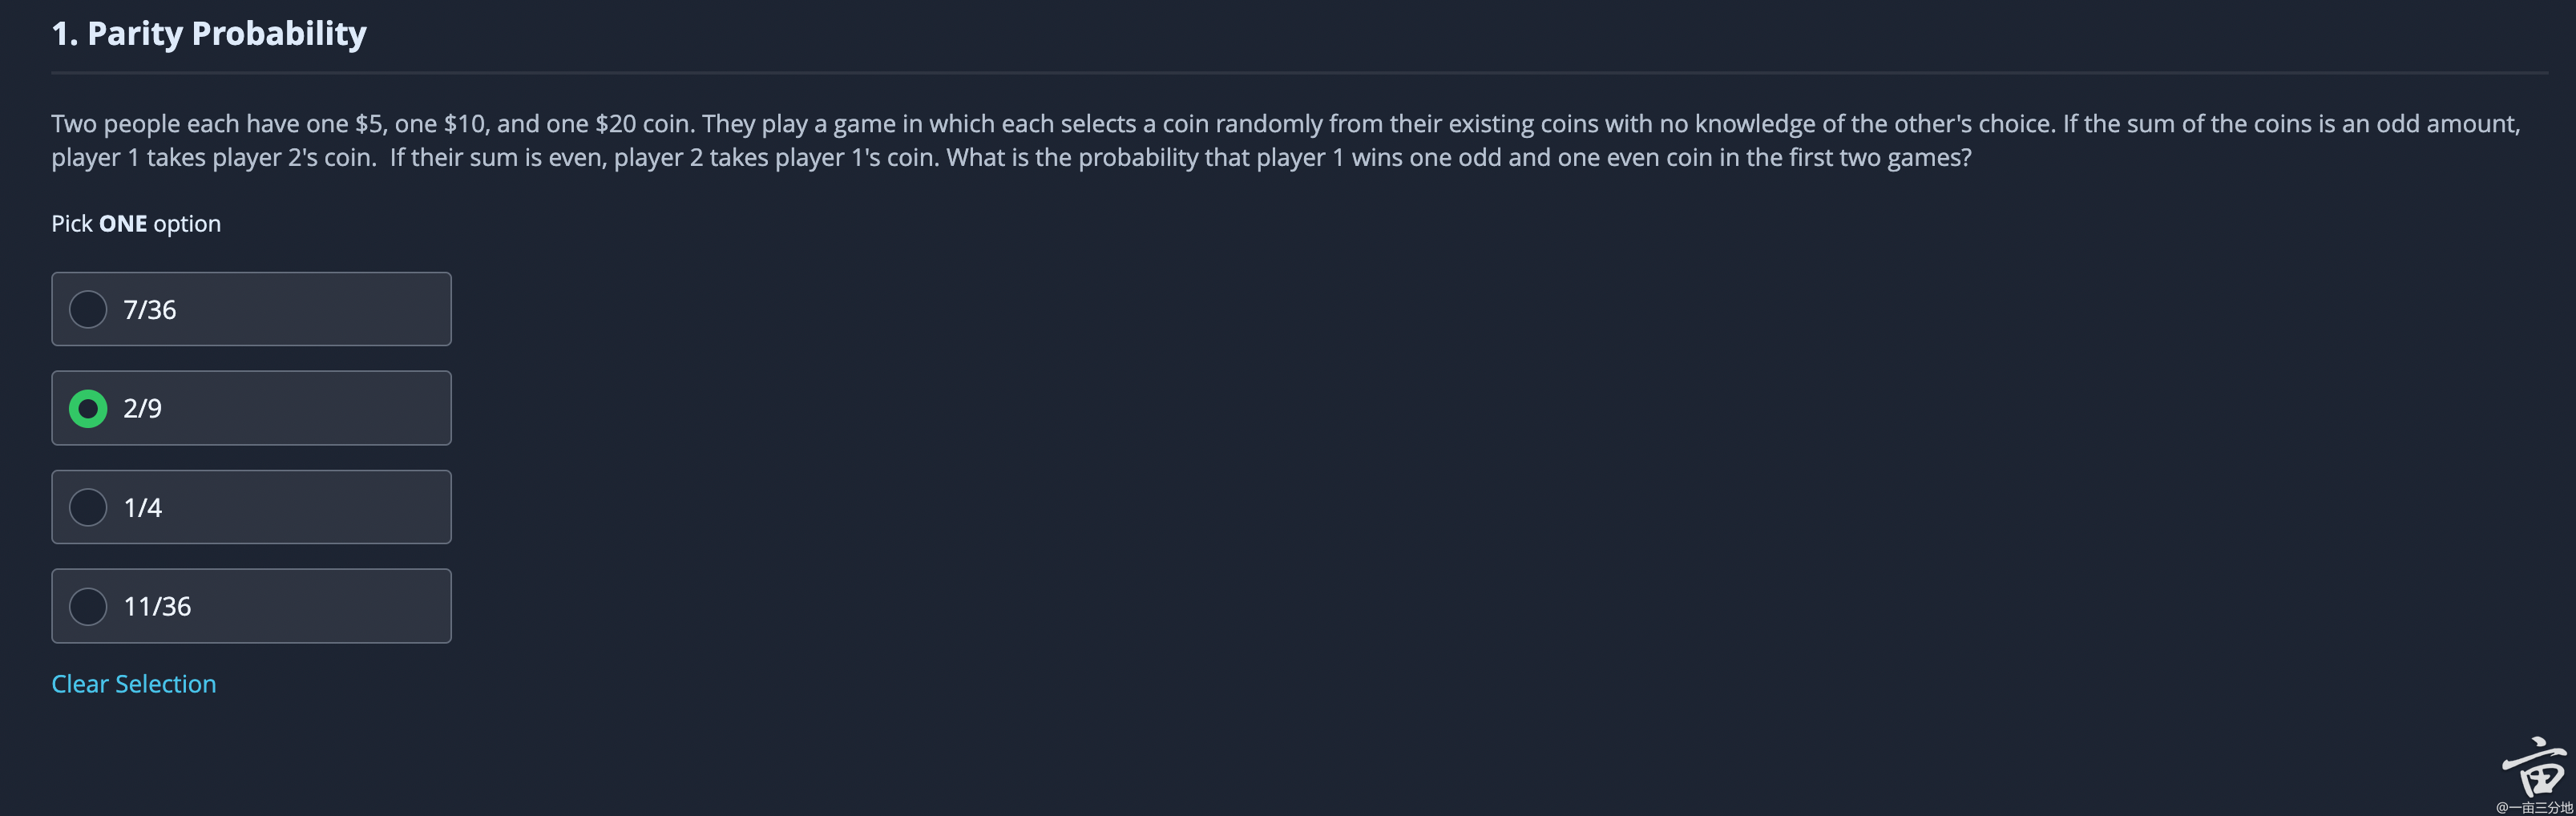 1. Parity Probability
Two people each have one $5, one $10, and one $20 coin. They play a game in which each selects a coin randomly from their existing coins with no knowledge of the other's choice. If the sum of the coins is an odd amount,
player 1 takes player 2's coin.  If their sum is even, player 2 takes player 1's coin. What is the probability that player 1 wins one odd and one even coin in the first two games?
Pick ONE option
7/36
2/9
1/4
11/36
Clear Selection
亩
@一亩三分地